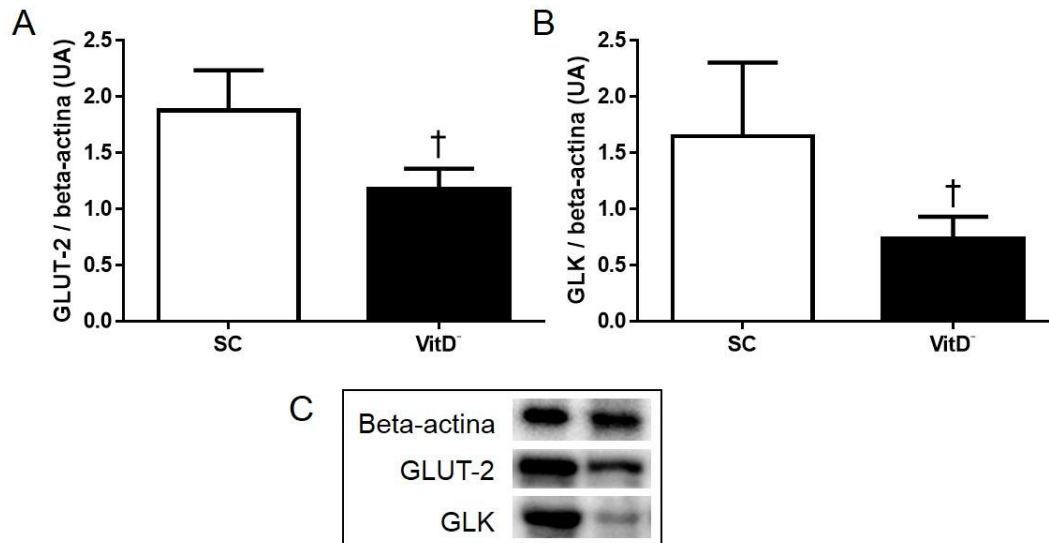 A
GLUT-2 / beta-actina (UA)
2.5
2.0
1.5
1.0
0.5
0.0
†
SC
VitD⁻
B
GLK / beta-actina (UA)
2.5
2.0
1.5
1.0
0.5
0.0
†
SC
VitD⁻
C
Beta-actina
GLUT-2
GLK